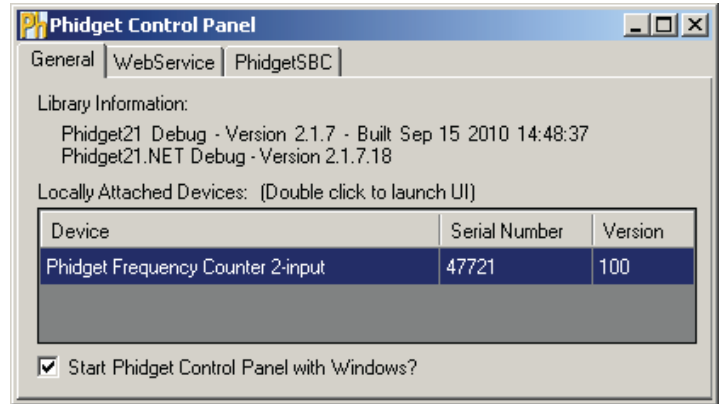 Ph Phidget Control Panel
General WebService PhidgetSBC
Library Information:
Phidget21 Debug - Version 2.1.7 - Built Sep 15 2010 14:48:37
Phidget21.NET Debug - Version 2.1.7.18
Locally Attached Devices: (Double click to launch UI)
Device Serial Number Version
Phidget Frequency Counter 2-input 47721 100
Start Phidget Control Panel with Windows?